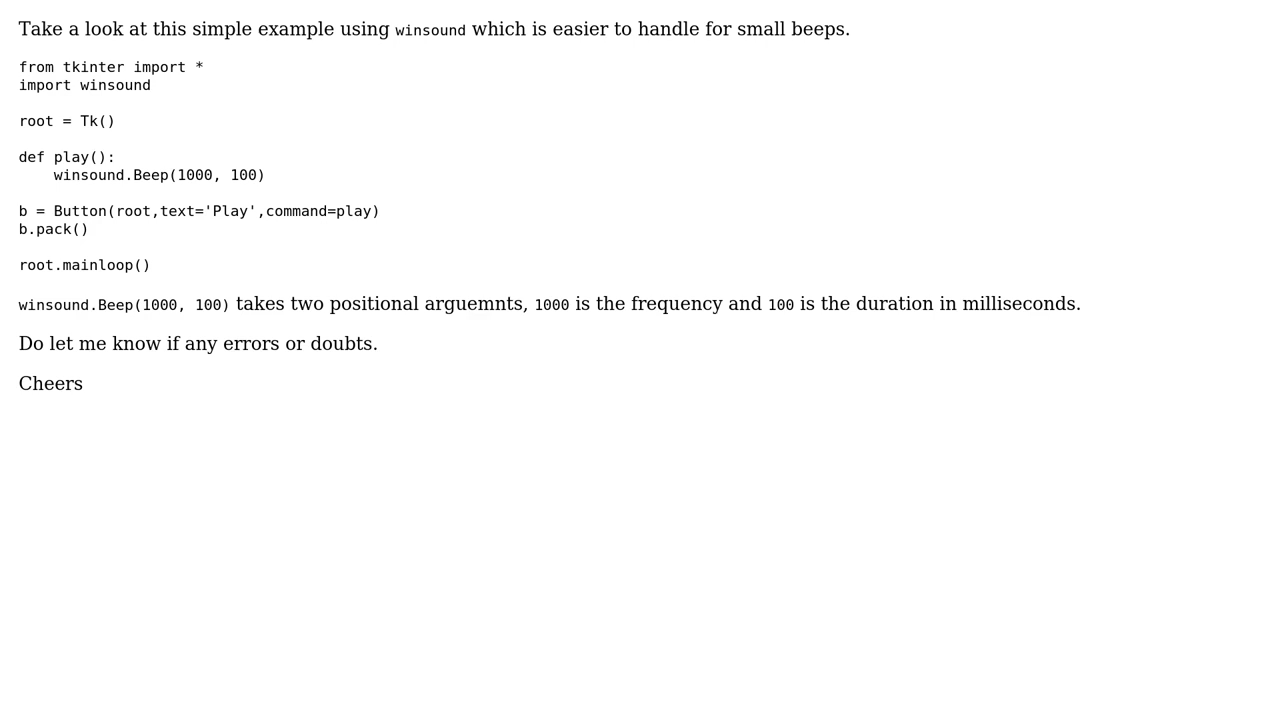 Take a look at this simple example using winsound which is easier to handle for small beeps.
from tkinter import *
import winsound
root = Tk()
def play():
    winsound.Beep(1000, 100)
b = Button(root,text='Play',command=play)
b.pack()
root.mainloop()
winsound.Beep(1000, 100) takes two positional arguemnts, 1000 is the frequency and 100 is the duration in milliseconds.
Do let me know if any errors or doubts.
Cheers